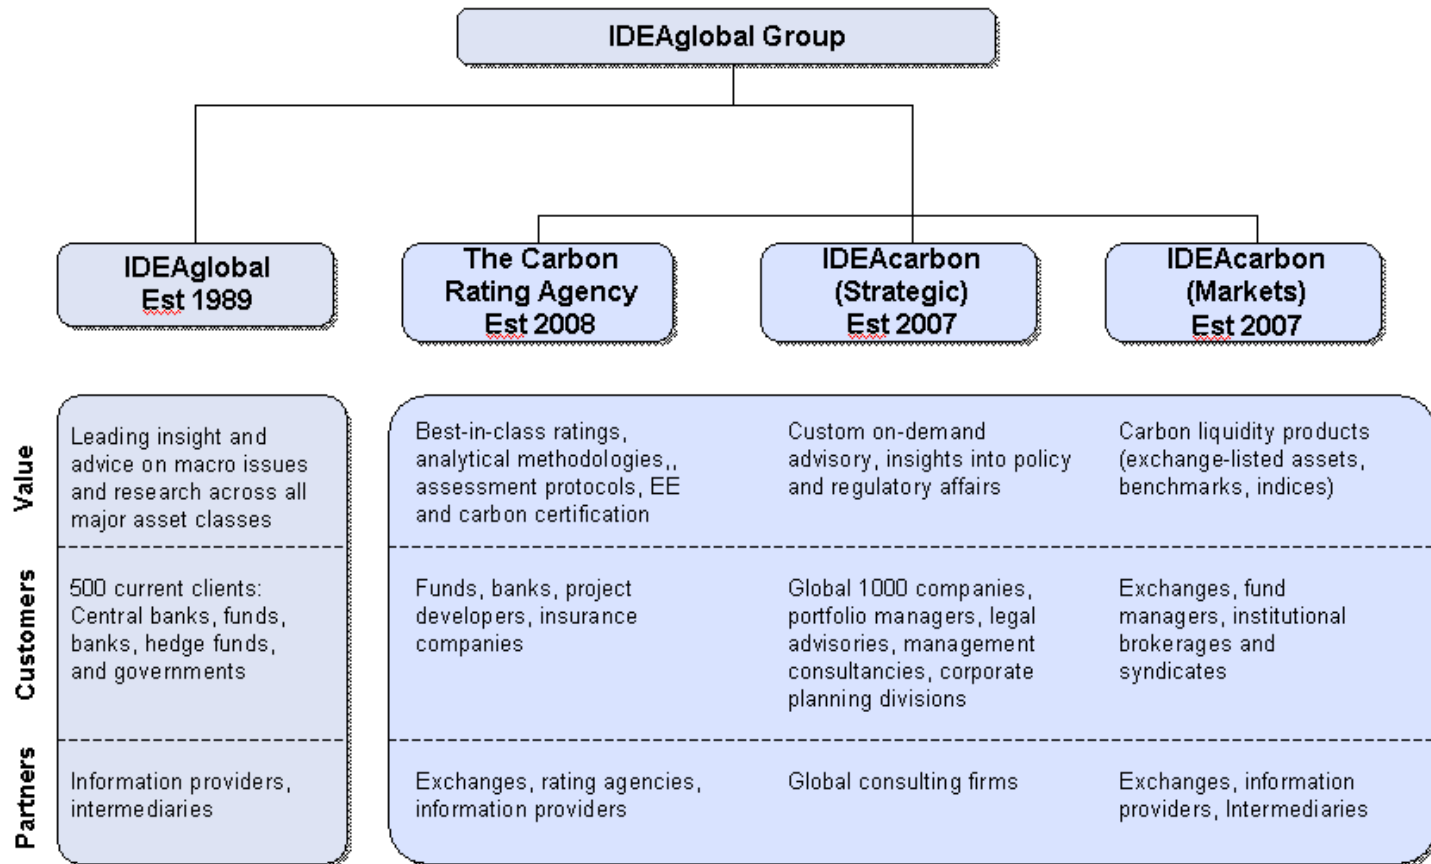 IDEAglobal Group
IDEAglobal
Est 1989
The Carbon
Rating Agency
Est 2008
IDEAcarbon
(Strategic)
Est 2007
IDEAcarbon
(Markets)
Est 2007
Value
Leading insight and
advice on macro issues
and research across all
major asset classes
Best-in-class ratings,
analytical methodologies,,
assessment protocols, EE
and carbon certification
Custom on-demand
advisory, insights into policy
and regulatory affairs
Carbon liquidity products
(exchange-listed assets,
benchmarks, indices)
Customers
500 current clients:
Central banks, funds,
banks, hedge funds,
and governments
Funds, banks, project
developers, insurance
companies
Global 1000 companies,
portfolio managers, legal
advisories, management
consultancies, corporate
planning divisions
Exchanges, fund
managers, institutional
brokerages and
syndicates
Partners
Information providers,
intermediaries
Exchanges, rating agencies,
information providers
Global consulting firms
Exchanges, information
providers, Intermediaries